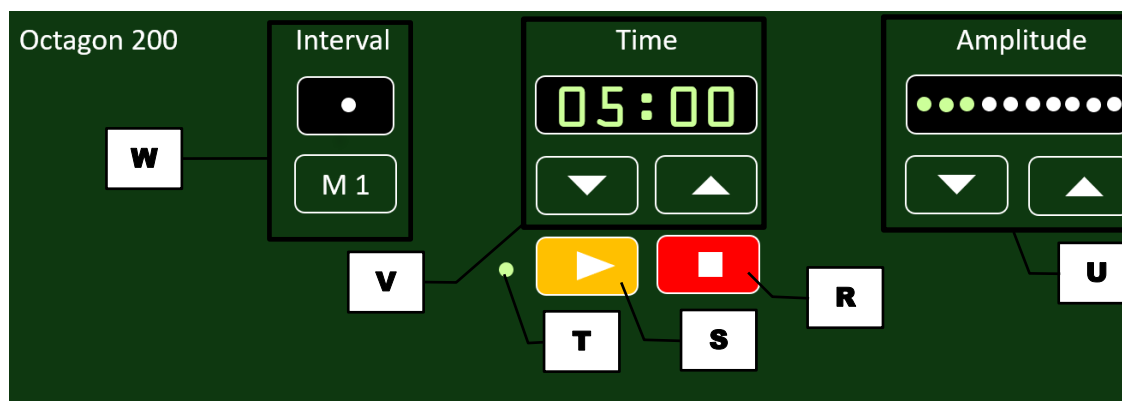 Octagon 200
Interval
Time
Amplitude
05:00
W
M 1
V
U
R
T
S